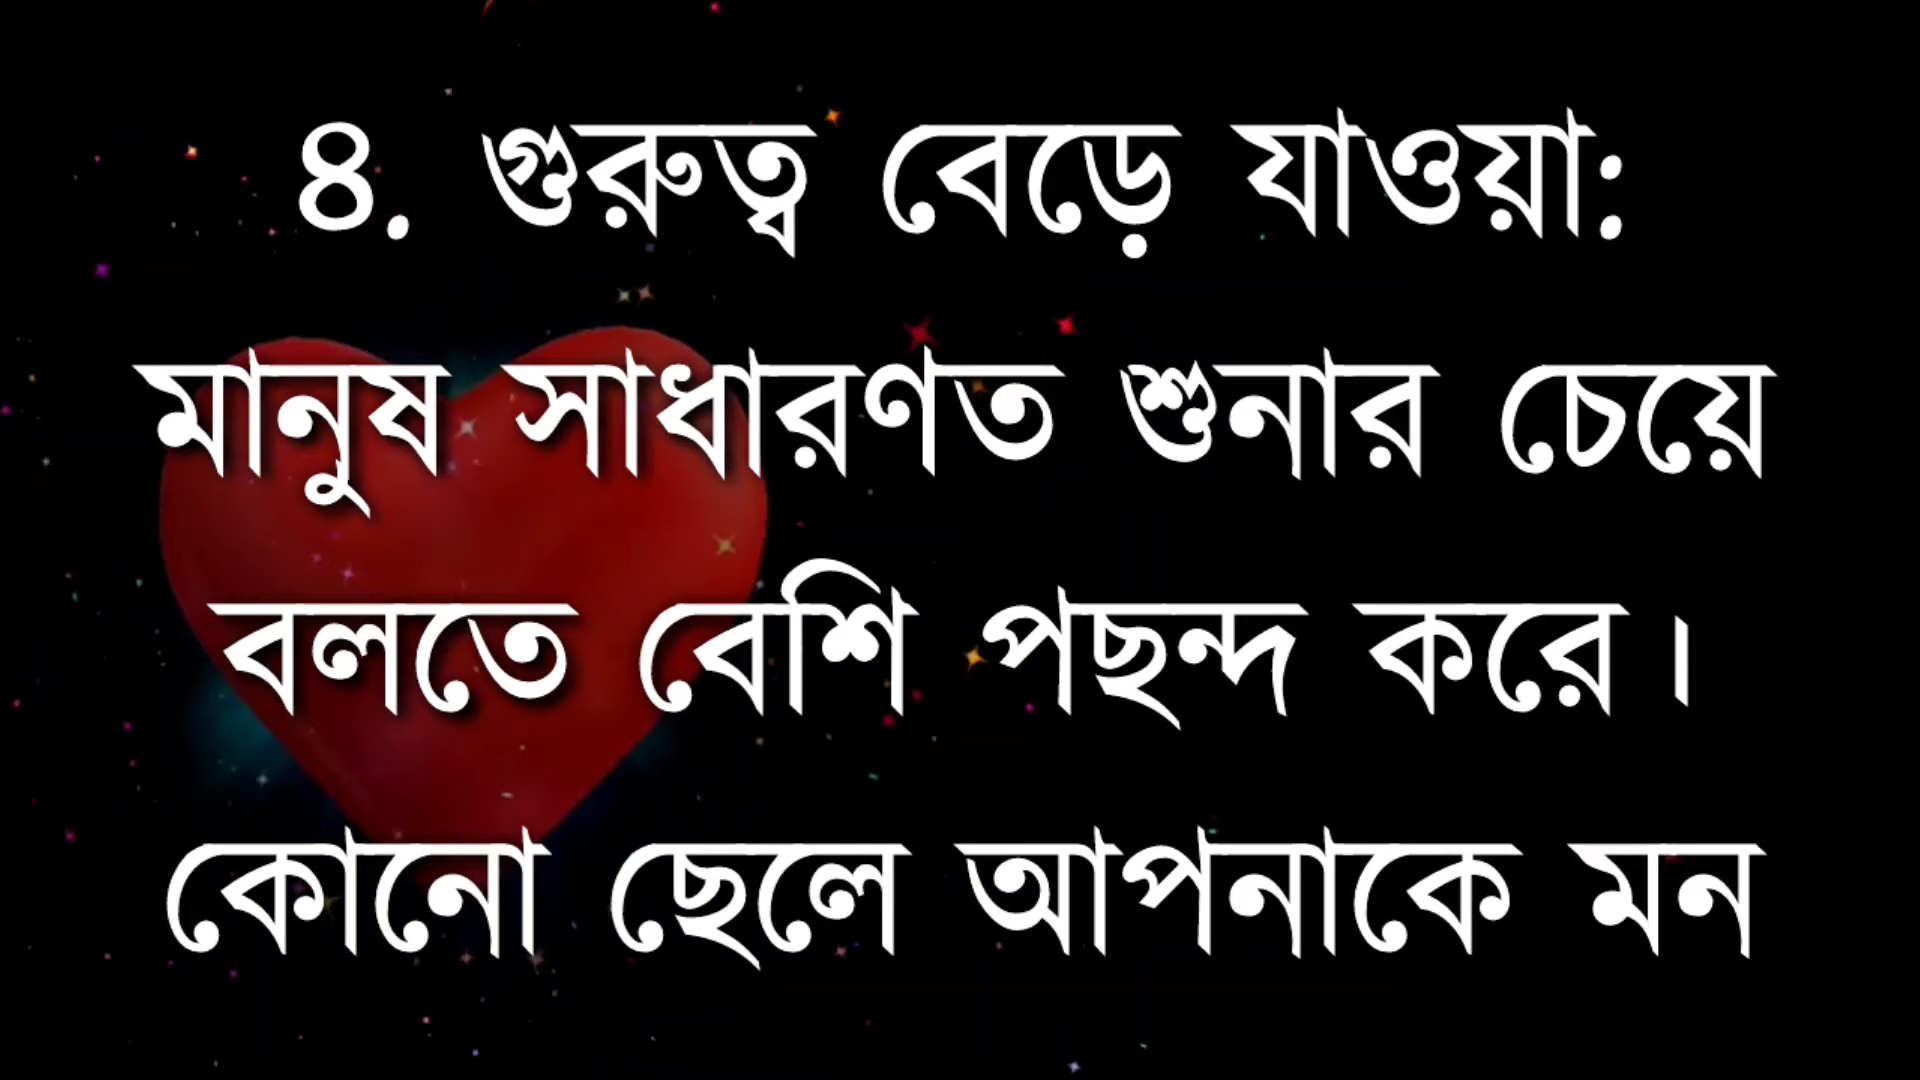 ৪. গুরুত্ব বেড়ে যাওয়া:
মানুষ সাধারণত শুনার চেয়ে
বলতে বেশি পছন্দ করে।
কোনো ছেলে আপনাকে মন